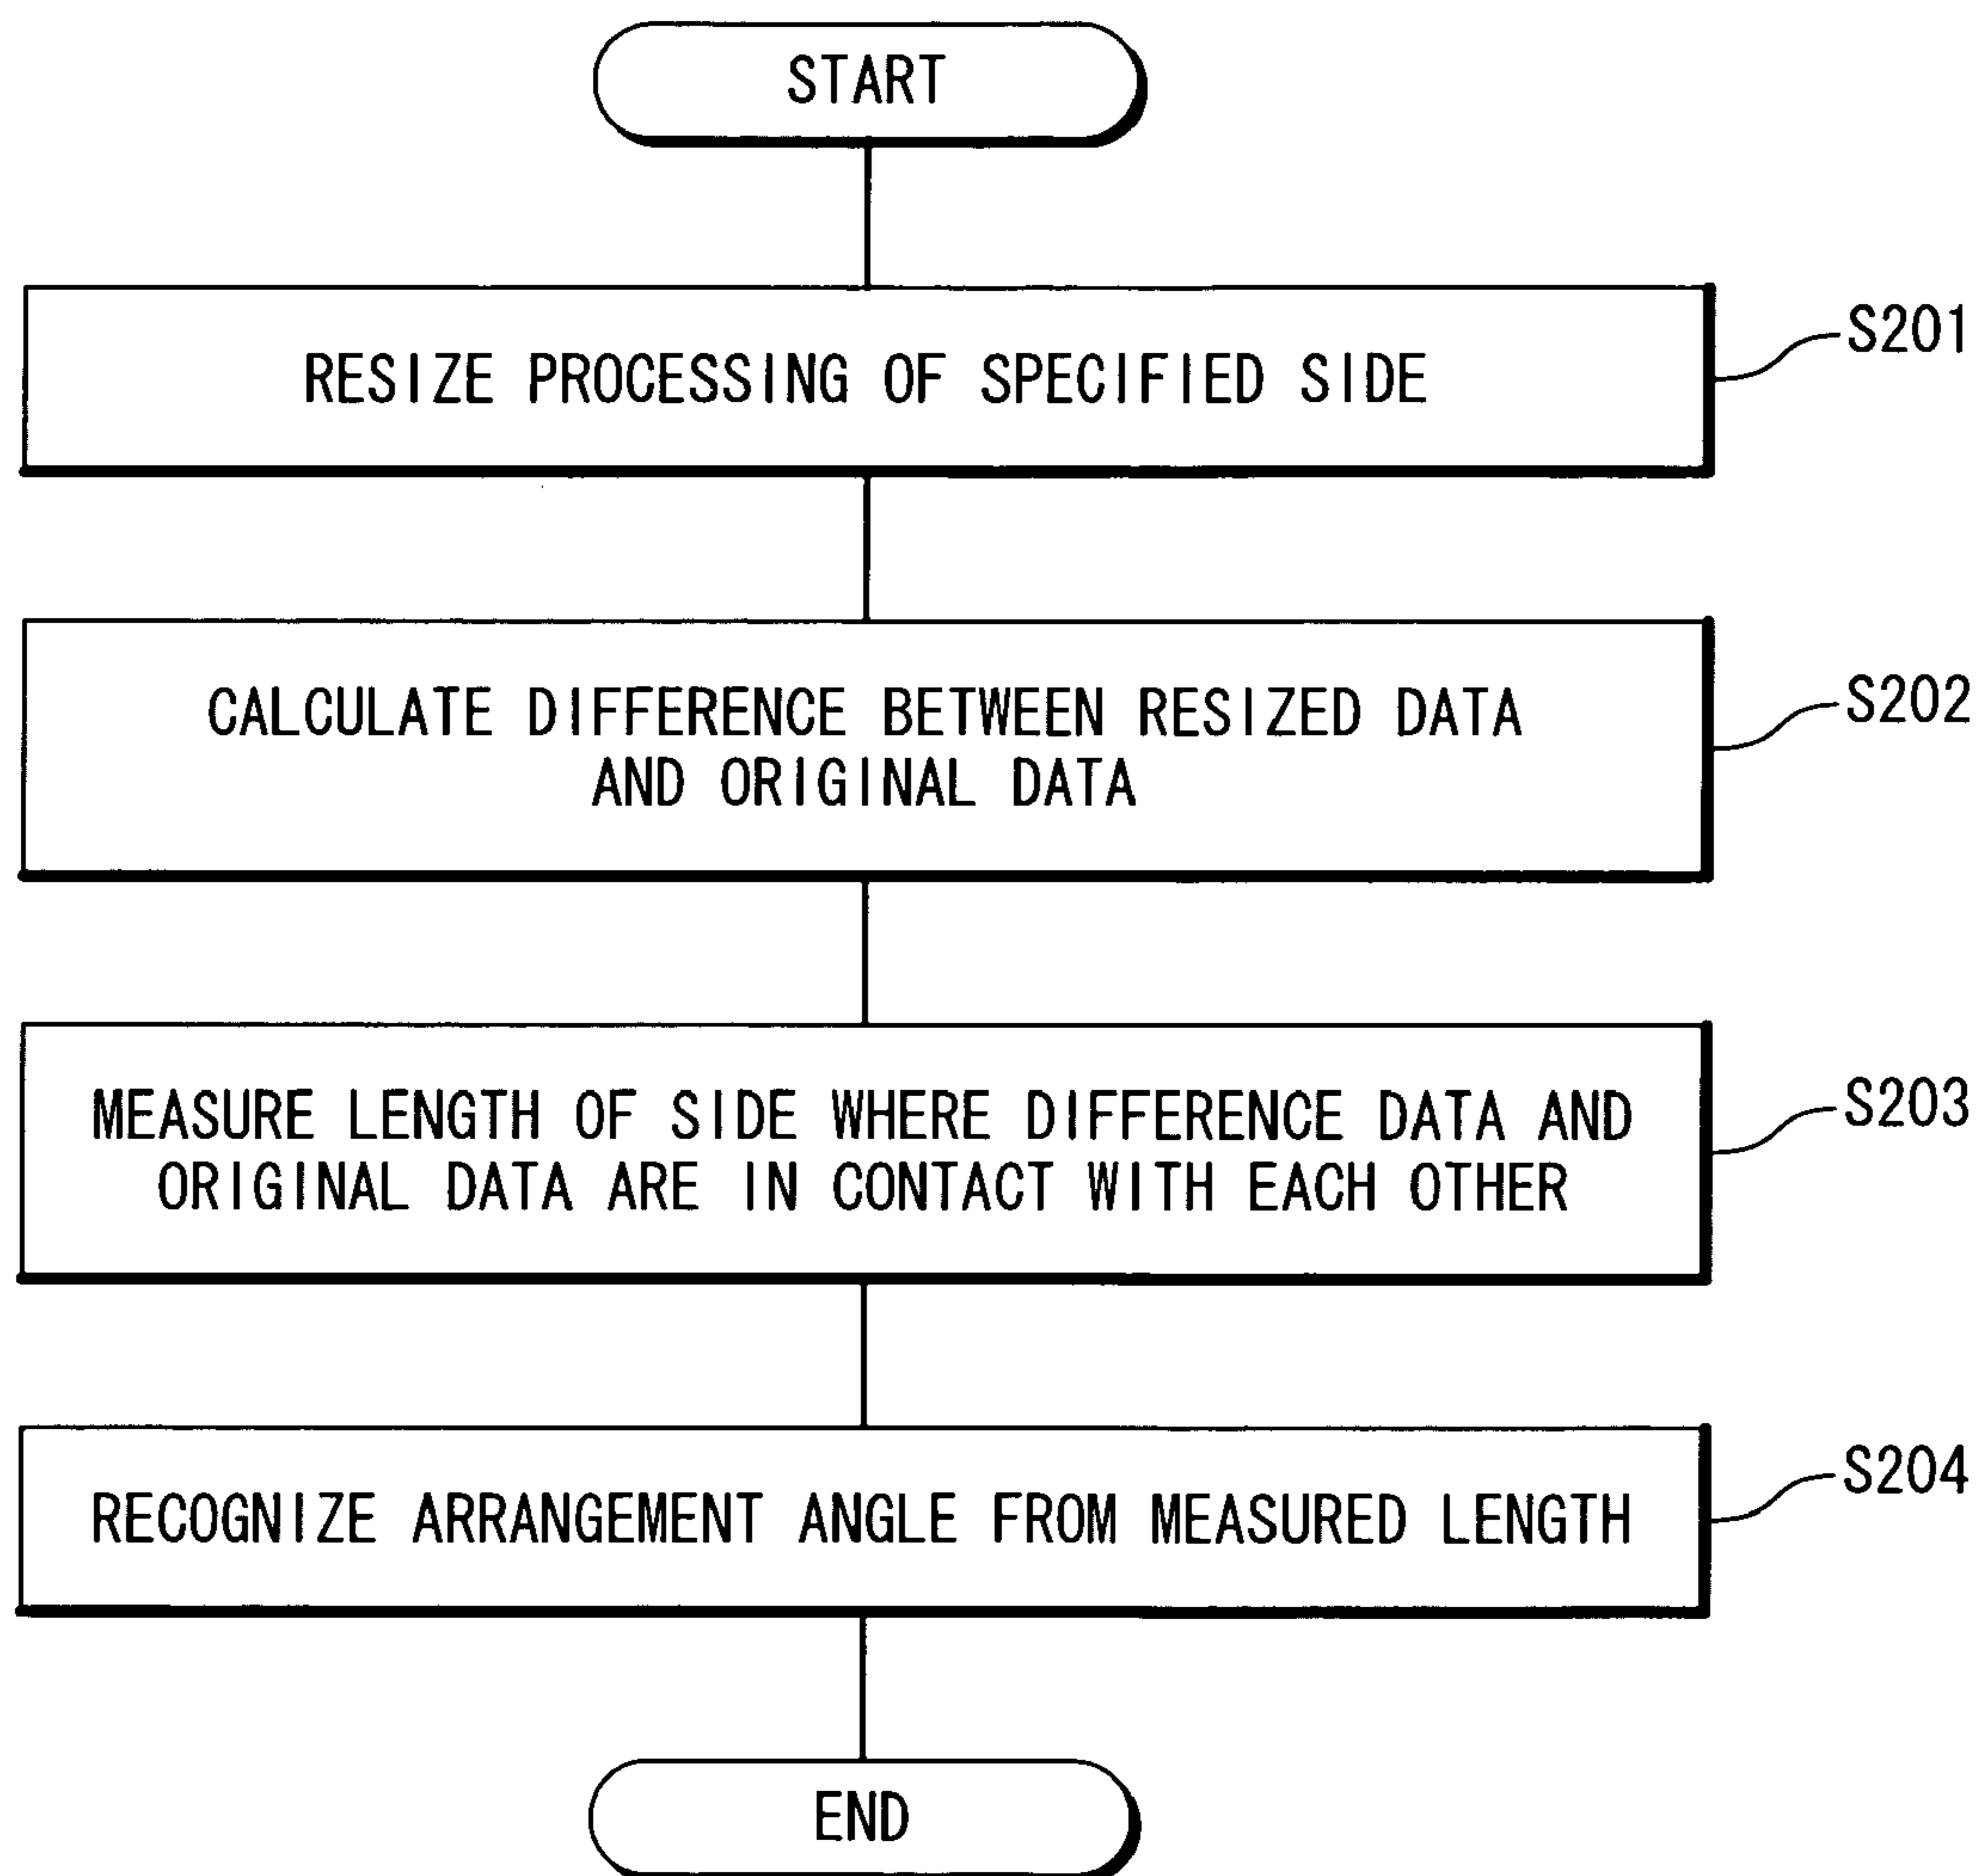 START
RESIZE PROCESSING OF SPECIFIED SIDE
S201
CALCULATE DIFFERENCE BETWEEN RESIZED DATA
AND ORIGINAL DATA
S202
MEASURE LENGTH OF SIDE WHERE DIFFERENCE DATA AND
ORIGINAL DATA ARE IN CONTACT WITH EACH OTHER
S203
RECOGNIZE ARRANGEMENT ANGLE FROM MEASURED LENGTH
S204
END